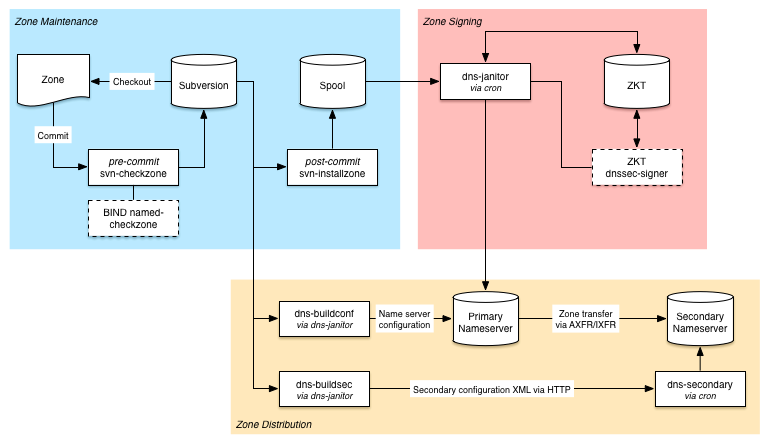 Zone Maintenance
Zone Signing
Zone
Checkout
Subversion
Spool
dns-janitor
via cron
ZKT
Commit
pre-commit
svn-checkzone
post-commit
svn-installzone
ZKT
dnssec-signer
BIND named-
checkzone
dns-buildconf
via dns-janitor
Name server
configuration
Primary
Nameserver
Zone transfer
via AXFR/IXFR
Secondary
Nameserver
dns-buildsec
via dns-janitor
Secondary configuration XML via HTTP
dns-secondary
via cron
Zone Distribution